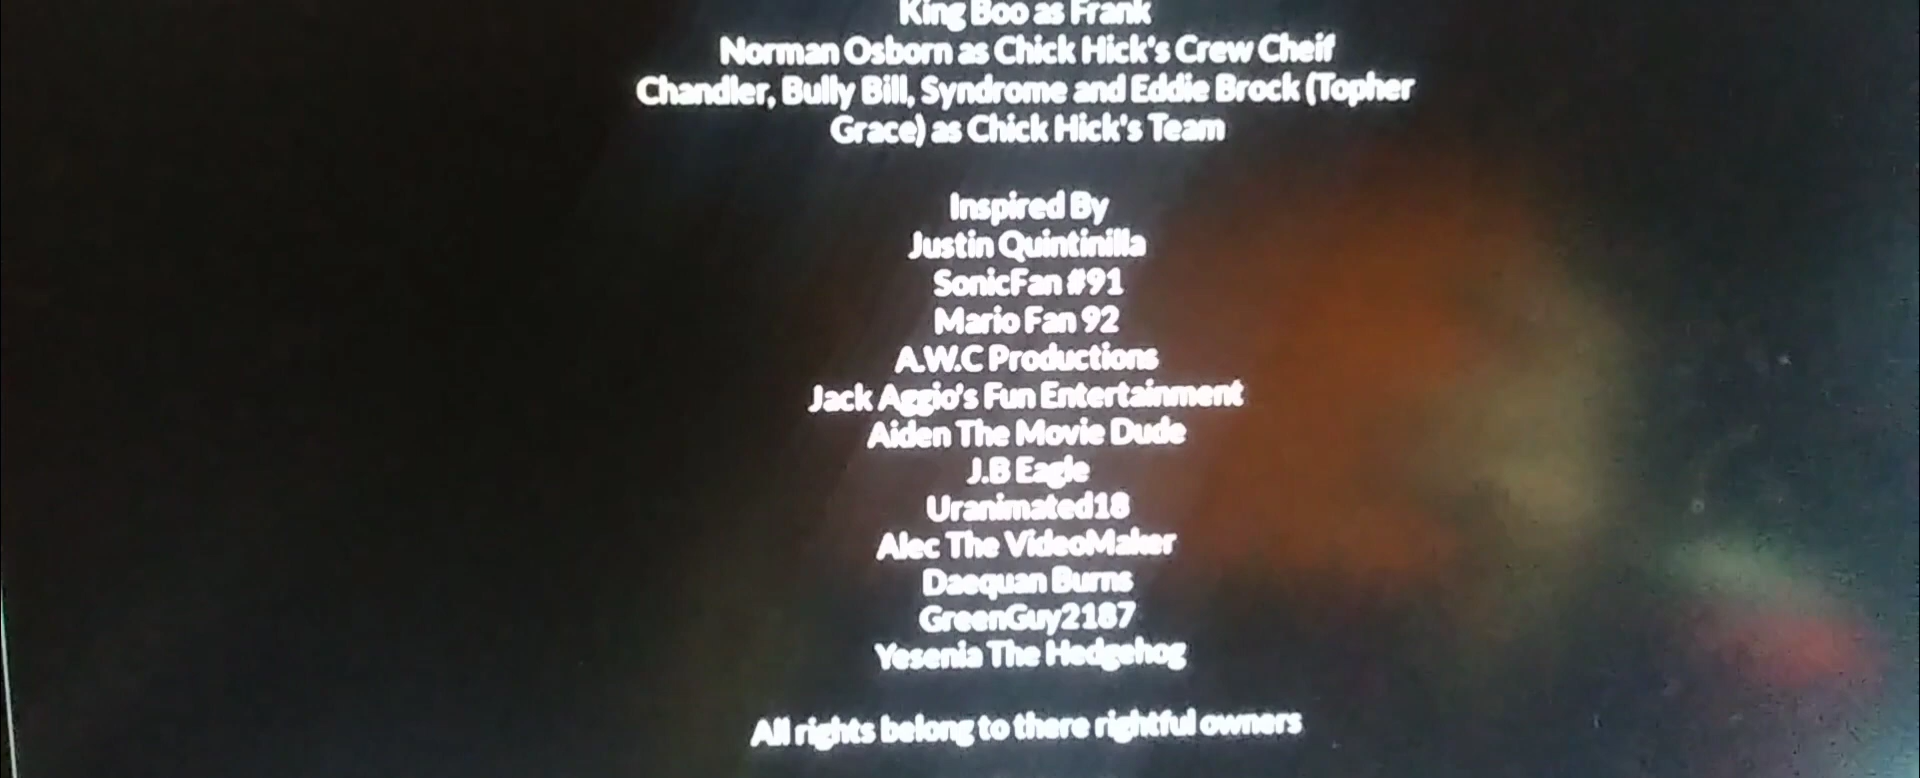 King Boo as Frank
Norman Osborn as Chick Hick's Crew Cheif
Chandler, Bully Bill, Syndrome and Eddie Brock (Topher
Grace) as Chick Hick's Team
Inspired By
Justin Quintinilla
SonicFan #91
Mario Fan 92
A.W.C Productions
Jack Aggio's Fun Entertainment
Aiden The Movie Dude
J.B Eagle
Uranimated18
Alec The VideoMaker
Daequan Burns
GreenGuy2187
Yesenia The Hedgehog
All rights belong to there rightful owners